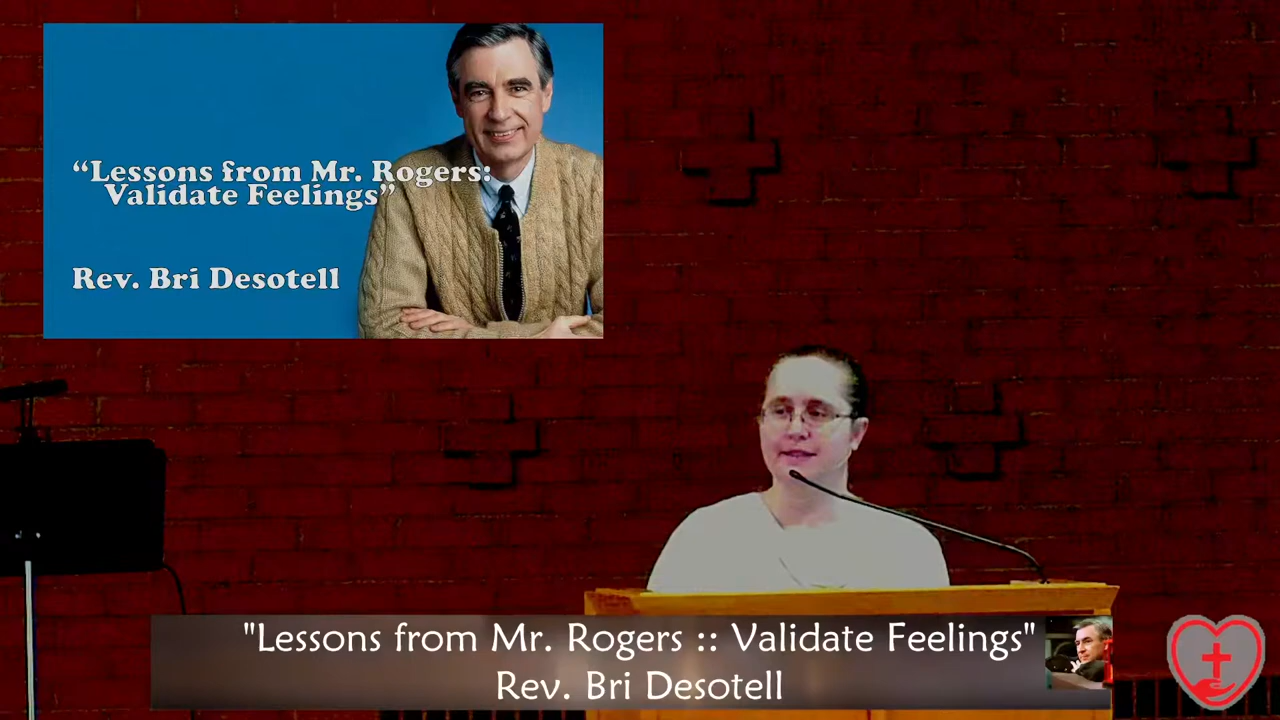 “Lessons from Mr. Rogers:
Validate Feelings”
Rev. Bri Desotell
"Lessons from Mr. Rogers :: Validate Feelings"
Rev. Bri Desotell